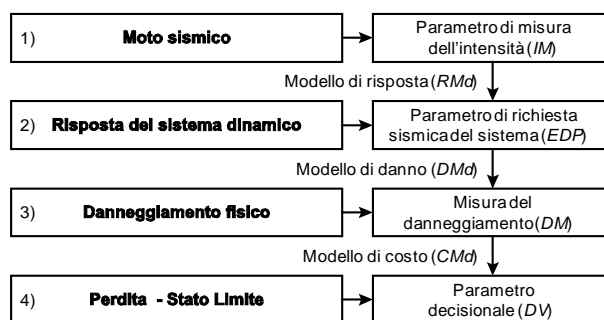 1) Moto sismico
Parametro di misura
dell'intensità (IM)
Modello di risposta (RMd)
2) Risposta del sistema dinamico
Parametro di richiesta
sismica del sistema (EDP)
Modello di danno (DMd)
3) Danneggiamento fisico
Misura del
danneggiamento (DM)
Modello di costo (CMd)
4) Perdita - Stato Limite
Parametro
decisionale (DV)